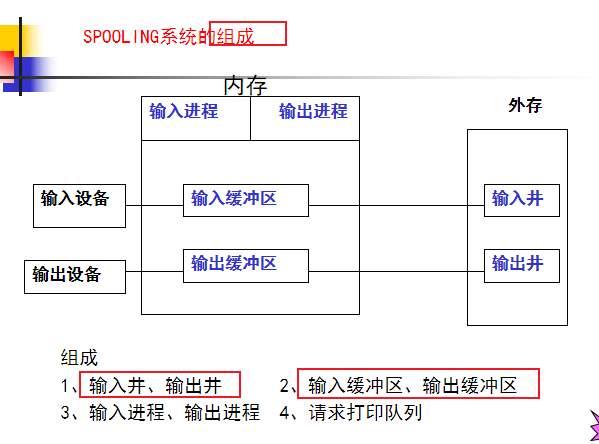 SPOOLING系统的组成
内存
外存
输入进程 输出进程
输入设备 输入缓冲区 输入井
输出设备 输出缓冲区 输出井
组成
1、输入井、输出井 2、输入缓冲区、输出缓冲区
3、输入进程、输出进程 4、请求打印队列